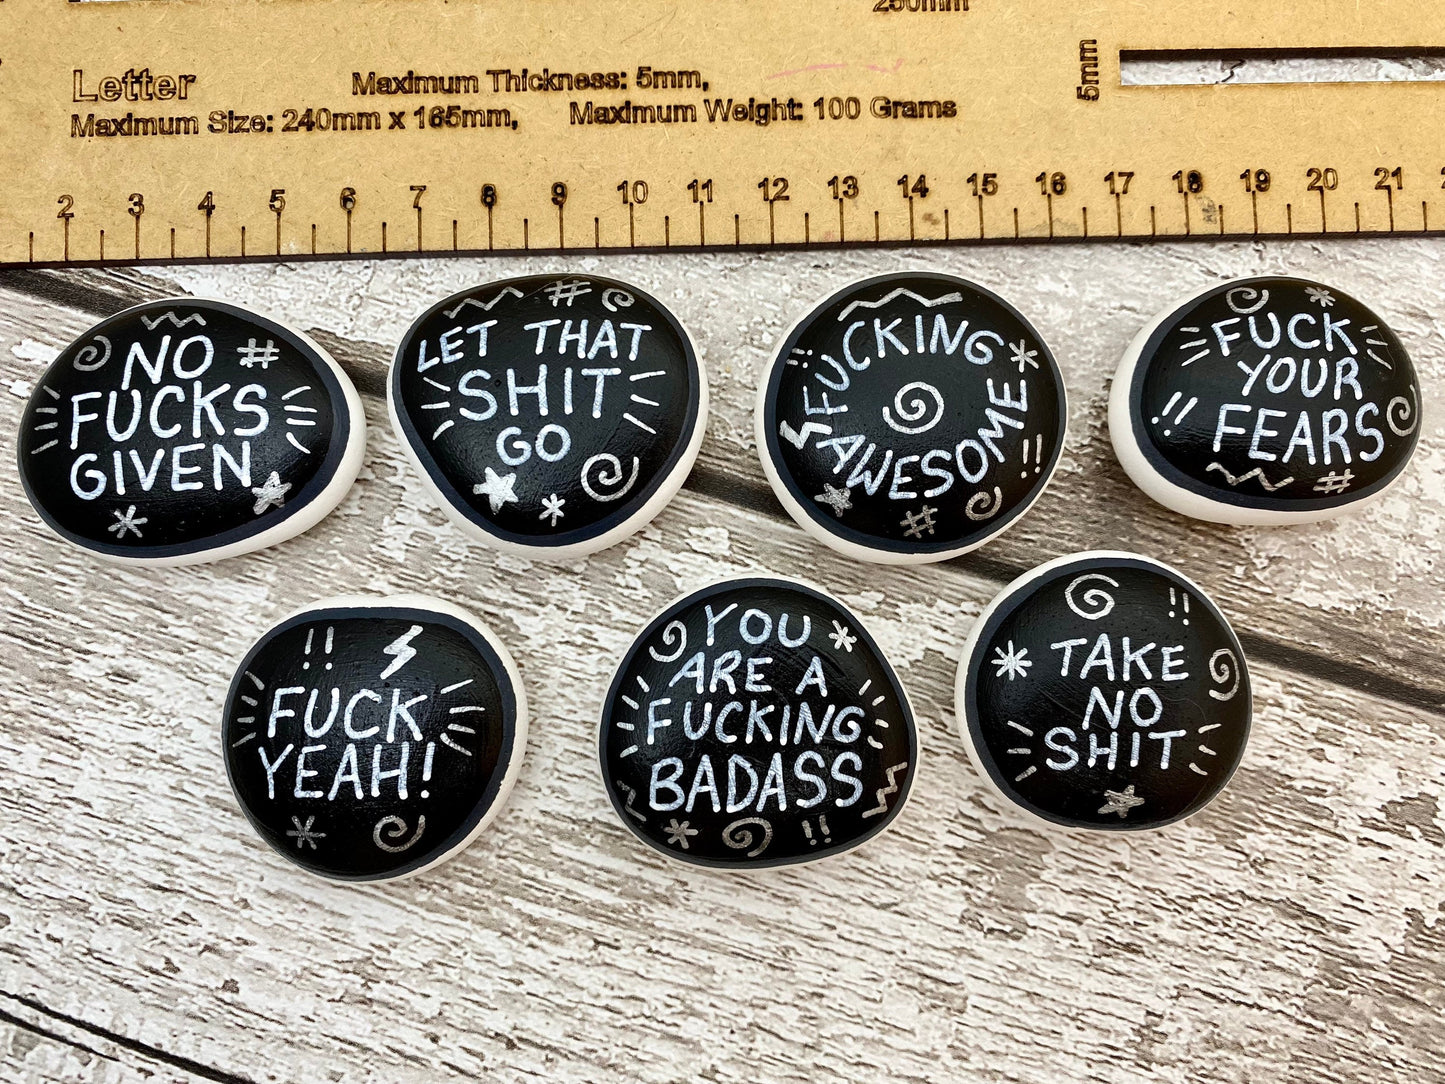 250mm
Letter
Maximum Thickness: 5mm,
Maximum Size: 240mm x 165mm, Maximum Weight: 100 Grams
5mm
2 3 4 5 6 7 8 9 10 11 12 13 14 15 16 17 18 19 20 21
NO
FUCKS
GIVEN
LET THAT
SHIT
GO
FUCKING
AWESOME
FUCK
YOUR
FEARS
FUCK
YEAH!
YOU
ARE A
FUCKING
BADASS
TAKE
NO
SHIT